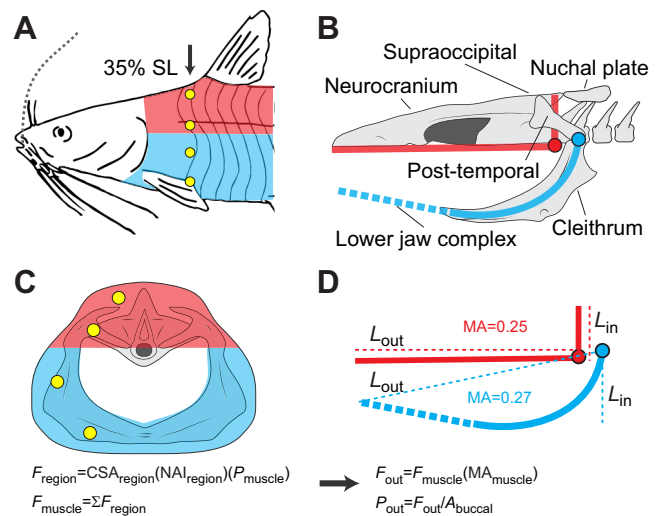 A
35% SL
B
Supraoccipital
Neurocranium
Nuchal plate
Post-temporal
Lower jaw complex
Cleithrum
C
D
MA=0.25
L_out
L_in
L_out
MA=0.27
L_in
F_region=CSA_region(NAI_region)(P_muscle)
F_muscle=ΣF_region
F_out=F_muscle(MA_muscle)
P_out=F_out/A_buccal